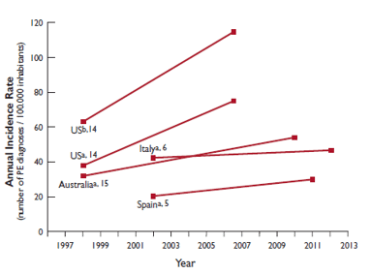 Annual Incidence Rate
(number of PE diagnoses / 100,000 inhabitants)
120
100
80
60
40
20
0
USb, 14
USa, 14
Australiaa, 15
Italya, 6
Spaina, 5
1997 1999 2001 2003 2005 2007 2009 2011 2013
Year